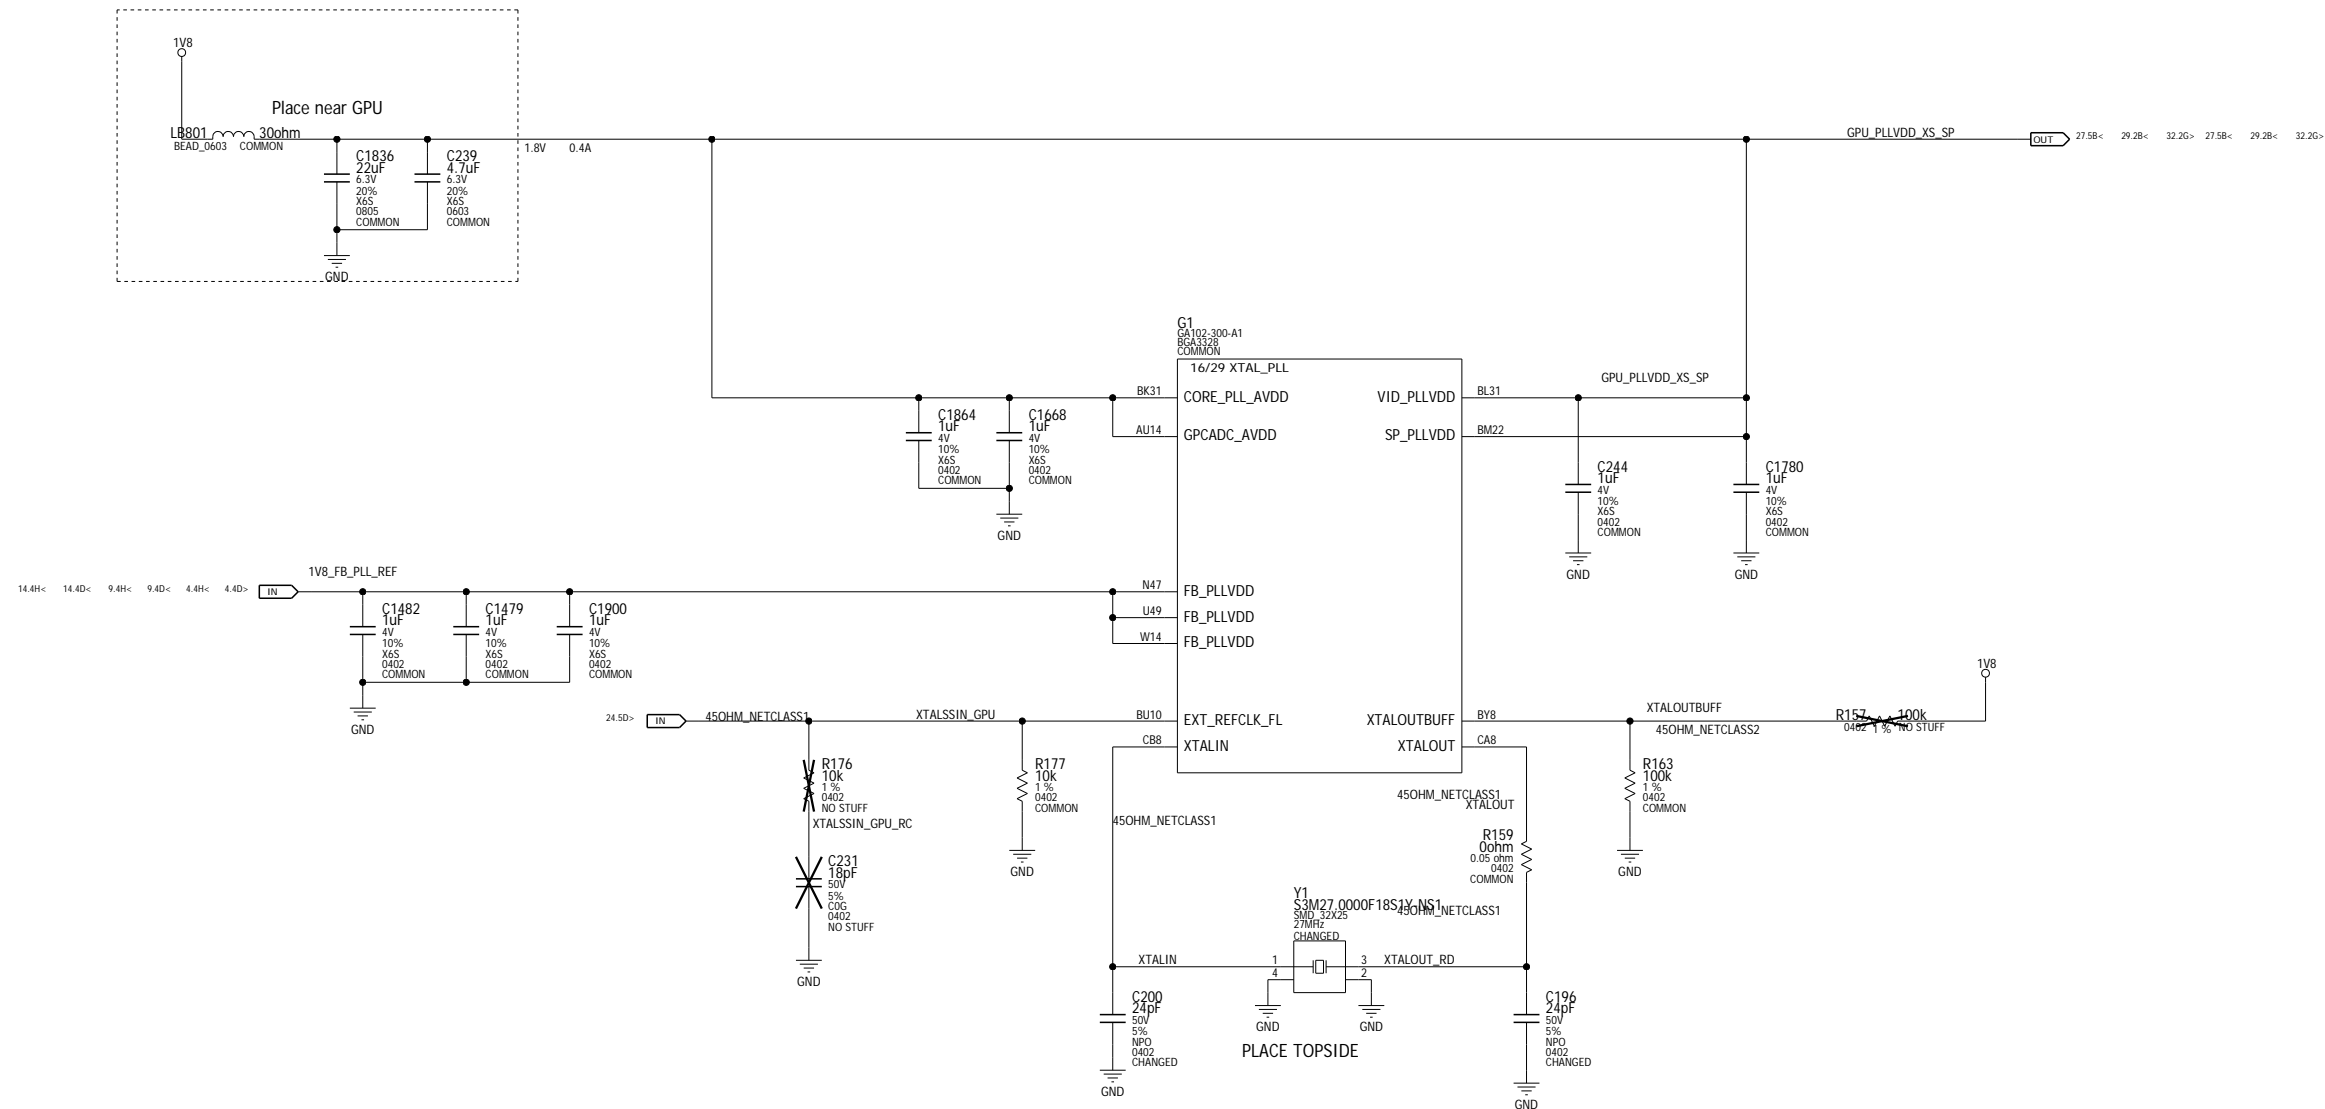 1V8
Place near GPU
LB801 30ohm
BEAD_0603 COMMON
C1836
22uF
6.3V
20%
X6S
0805
COMMON
C239
4.7uF
6.3V
20%
X6S
0603
COMMON
GND
1.8V 0.4A
GPU_PLLVDD_XS_SP
OUT
27.5B< 29.2B< 32.2G> 27.5B< 29.2B< 32.2G>
G1
GA102-300-A1
BGA3328
COMMON
16/29 XTAL_PLL
BK31 CORE_PLL_AVDD
AU14 GPCADC_AVDD
VID_PLLVDD BL31
SP_PLLVDD BM22
GPU_PLLVDD_XS_SP
C1864
1uF
4V
10%
X6S
0402
COMMON
C1668
1uF
4V
10%
X6S
0402
COMMON
GND
C244
1uF
4V
10%
X6S
0402
COMMON
GND
C1780
1uF
4V
10%
X6S
0402
COMMON
GND
14.4H< 14.4D< 9.4H< 9.4D< 4.4H< 4.4D>
IN
1V8_FB_PLL_REF
N47 FB_PLLVDD
U49 FB_PLLVDD
W14 FB_PLLVDD
C1482
1uF
4V
10%
X6S
0402
COMMON
C1479
1uF
4V
10%
X6S
0402
COMMON
C1900
1uF
4V
10%
X6S
0402
COMMON
GND
24.5D>
IN
45OHM_NETCLASS1
XTALSSIN_GPU
BU10 EXT_REFCLK_FL
CB8 XTALIN
XTALOUTBUFF BY8
XTALOUT CA8
XTALOUTBUFF
45OHM_NETCLASS2
1V8
R157 100k
0402 1 % NO STUFF
R176
10k
1 %
0402
NO STUFF
XTALSSIN_GPU_RC
C231
18pF
50V
5%
C0G
0402
NO STUFF
GND
R177
10k
1 %
0402
COMMON
GND
45OHM_NETCLASS1
45OHM_NETCLASS1
XTALOUT
R159
0ohm
0.05 ohm
0402
COMMON
R163
100k
1 %
0402
COMMON
GND
Y1
S3M27.0000F18S1Y-NS1
45OHM_NETCLASS1
SMD_32X25
27MHz
CHANGED
XTALIN 1
4
3 XTALOUT_RD
2
GND
GND
C200
24pF
50V
5%
NPO
0402
CHANGED
GND
PLACE TOPSIDE
C196
24pF
50V
5%
NPO
0402
CHANGED
GND